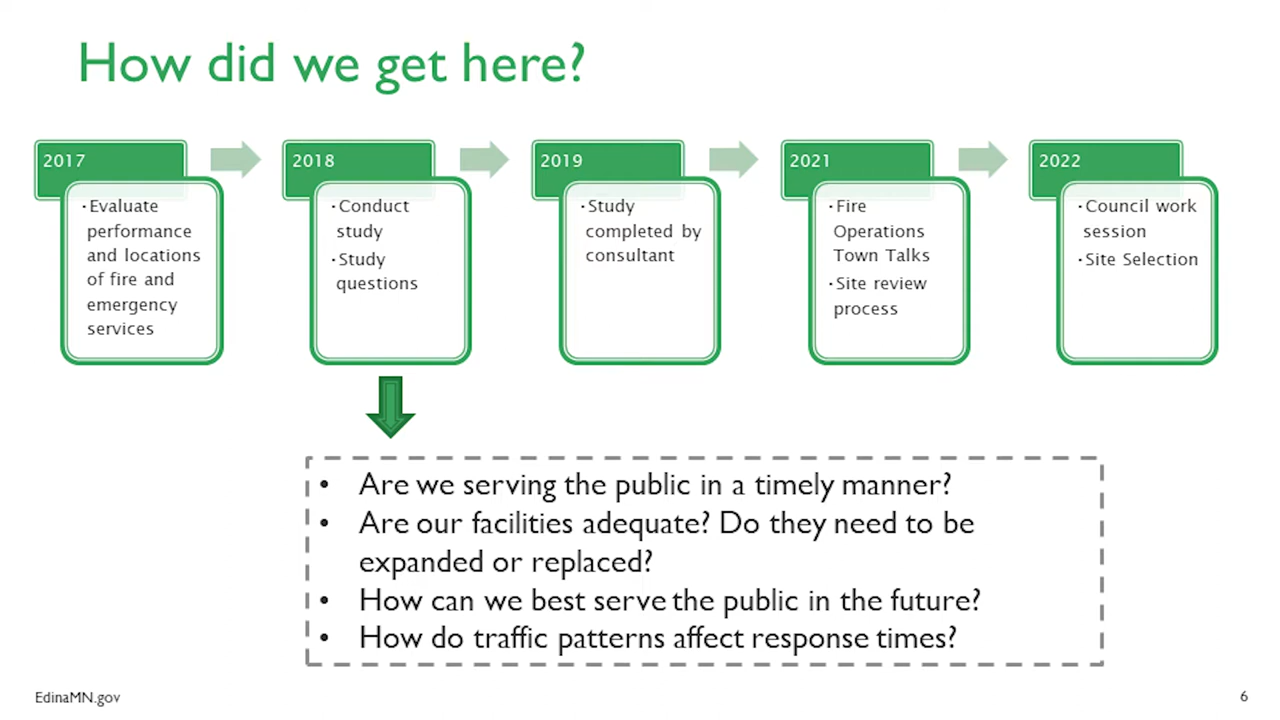 How did we get here?
2017
·Evaluate
performance
and locations
of fire and
emergency
services
2018
·Conduct
study
·Study
questions
2019
·Study
completed by
consultant
2021
·Fire
Operations
Town Talks
·Site review
process
2022
·Council work
session
·Site Selection
• Are we serving the public in a timely manner?
• Are our facilities adequate? Do they need to be
expanded or replaced?
• How can we best serve the public in the future?
• How do traffic patterns affect response times?
EdinaMN.gov
6